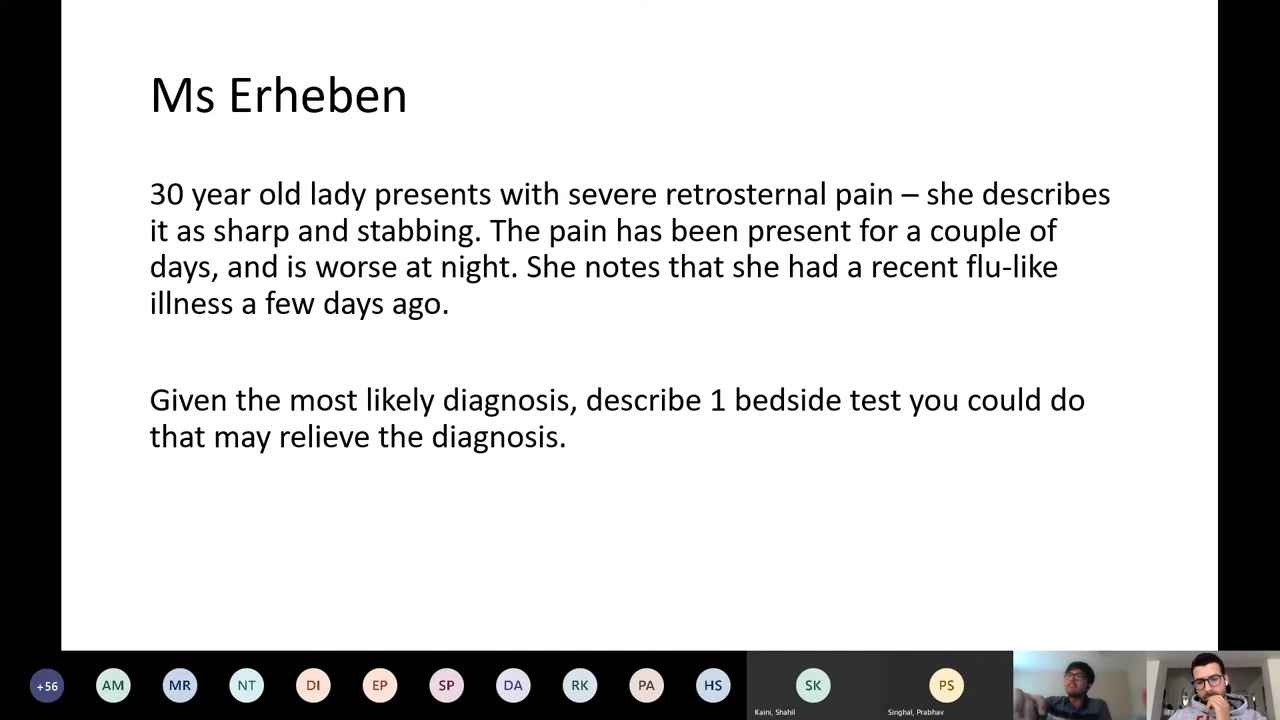 Ms Erheben
30 year old lady presents with severe retrosternal pain – she describes
it as sharp and stabbing. The pain has been present for a couple of
days, and is worse at night. She notes that she had a recent flu-like
illness a few days ago.
Given the most likely diagnosis, describe 1 bedside test you could do
that may relieve the diagnosis.
+56 AM MR NT DI EP SP DA RK PA HS SK PS
Kaini, Shahil Singhal, Prabhav